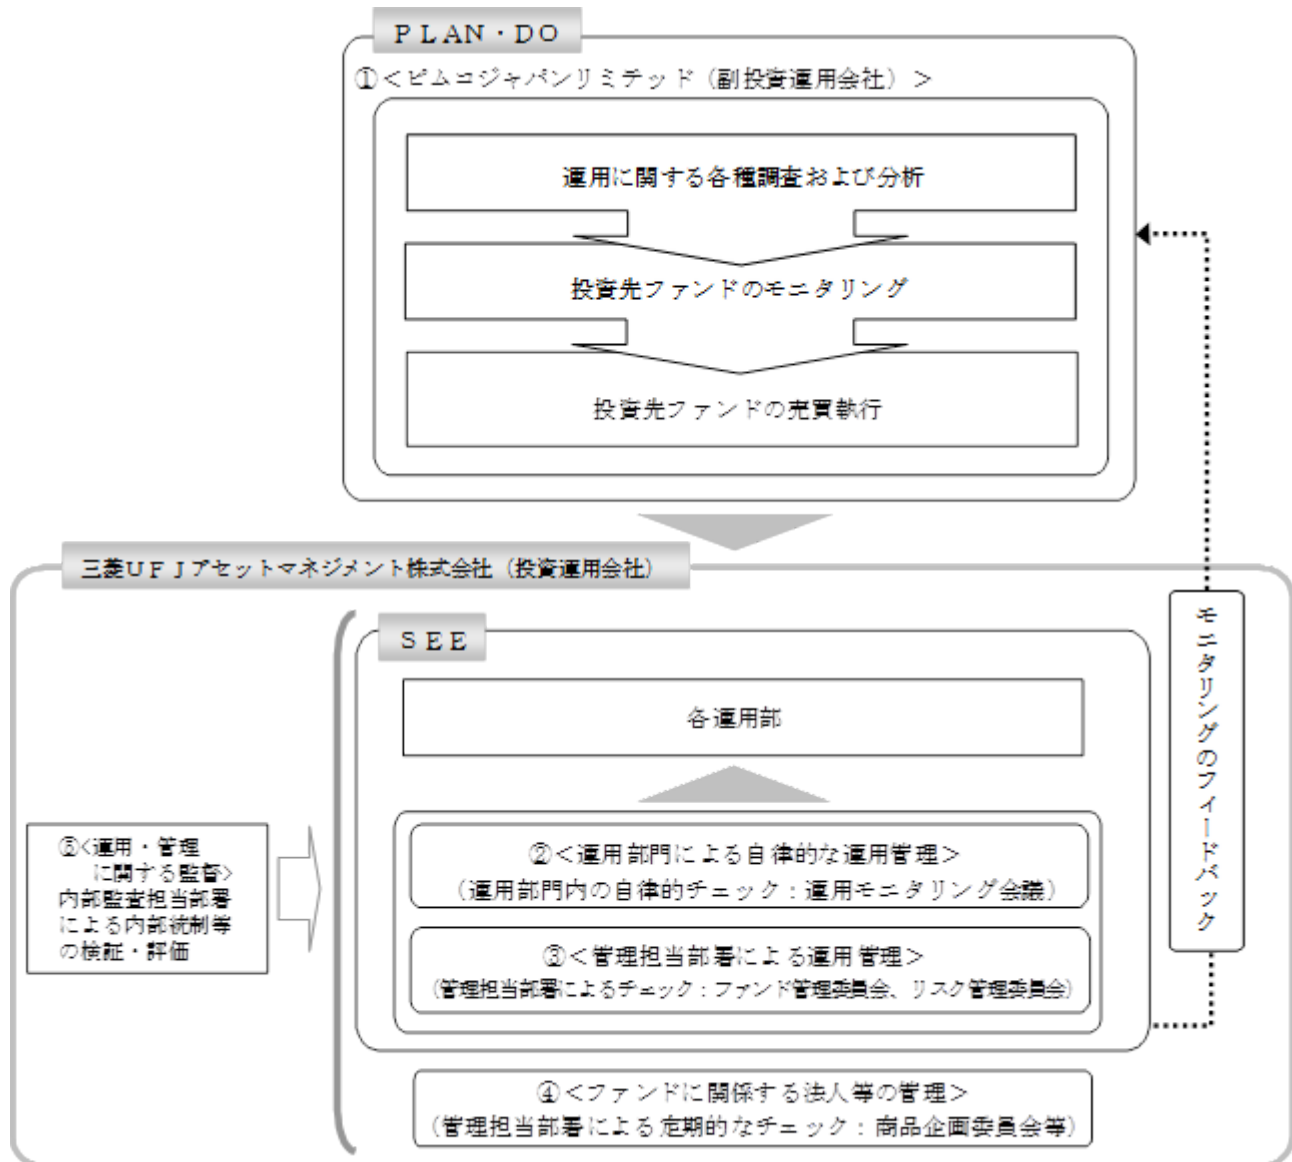 PLAN・DO
①＜ピムコジャパンリミテッド（副投資運用会社）＞
運用に関する各種調査および分析
投資先ファンドのモニタリング
投資先ファンドの売買執行
三菱UFJアセットマネジメント株式会社（投資運用会社）
SEE
各運用部
モニタリングのフィードバック
⑤<運用・管理
に関する監督>
内部監査担当部署
による内部統制等
の検証・評価
②＜運用部門による自律的な運用管理＞
（運用部門内の自律的チェック：運用モニタリング会議）
③＜管理担当部署による運用管理＞
（管理担当部署によるチェック：ファンド管理委員会、リスク管理委員会）
④＜ファンドに関係する法人等の管理＞
（管理担当部署による定期的なチェック：商品企画委員会等）